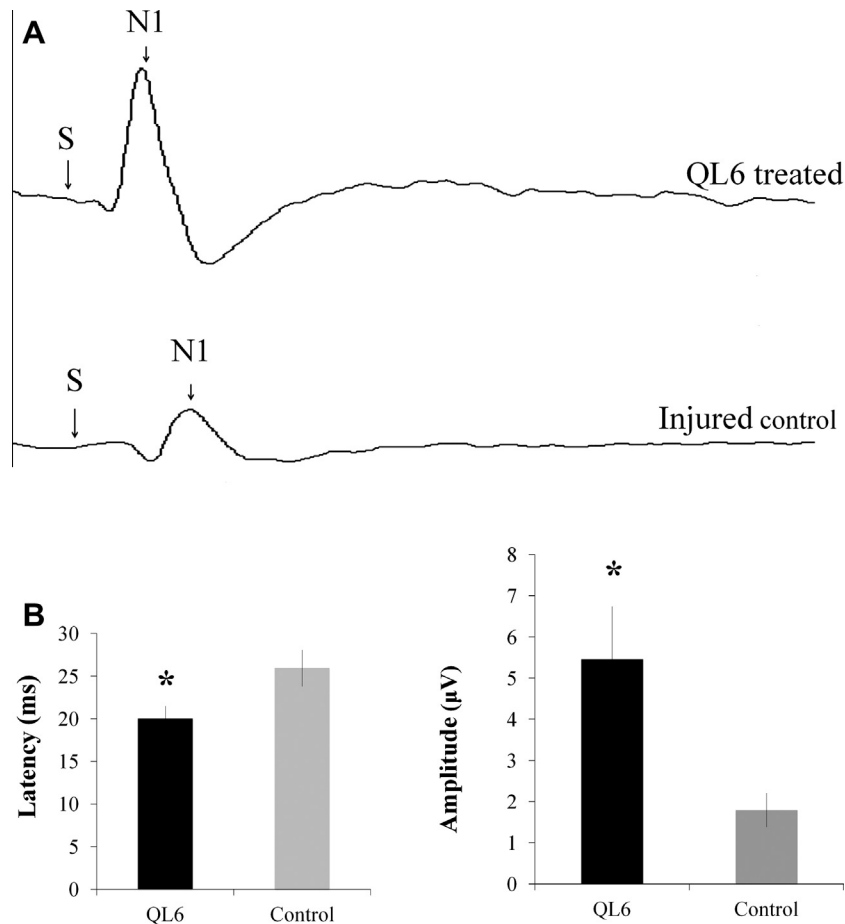 A
N1
S
QL6 treated
N1
S
Injured control
B
Latency (ms)
30
25
20
15
10
5
0
*
QL6
Control
Amplitude (µV)
8
7
6
5
4
3
2
1
0
*
QL6
Control